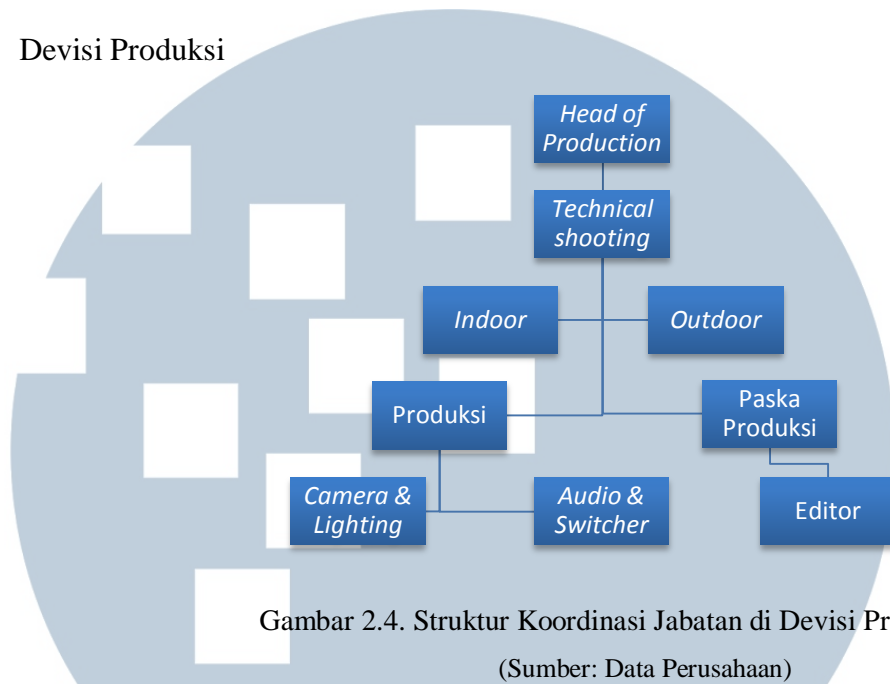 Devisi Produksi
Head of
Production
Technical
shooting
Indoor
Outdoor
Produksi
Paska
Produksi
Camera &
Lighting
Audio &
Switcher
Editor
Gambar 2.4. Struktur Koordinasi Jabatan di Devisi Pr
(Sumber: Data Perusahaan)